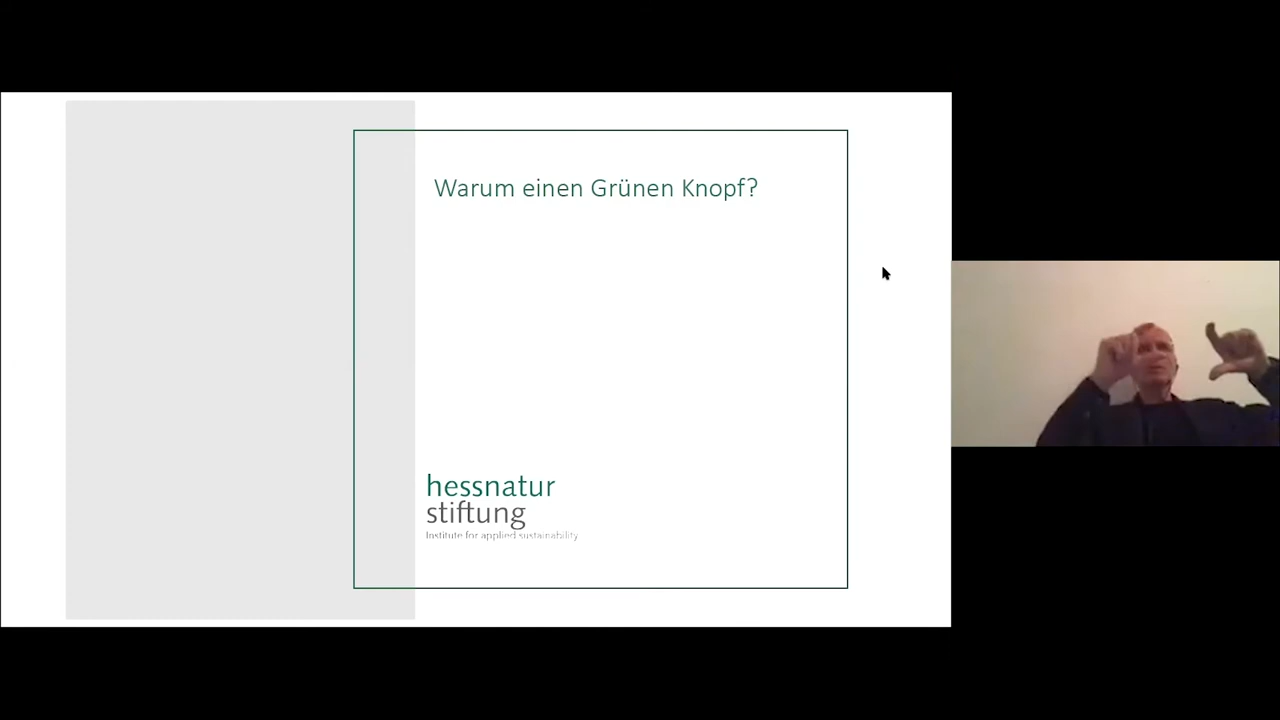 Warum einen Grünen Knopf?
hessnatur
stiftung
Institute for applied sustainability